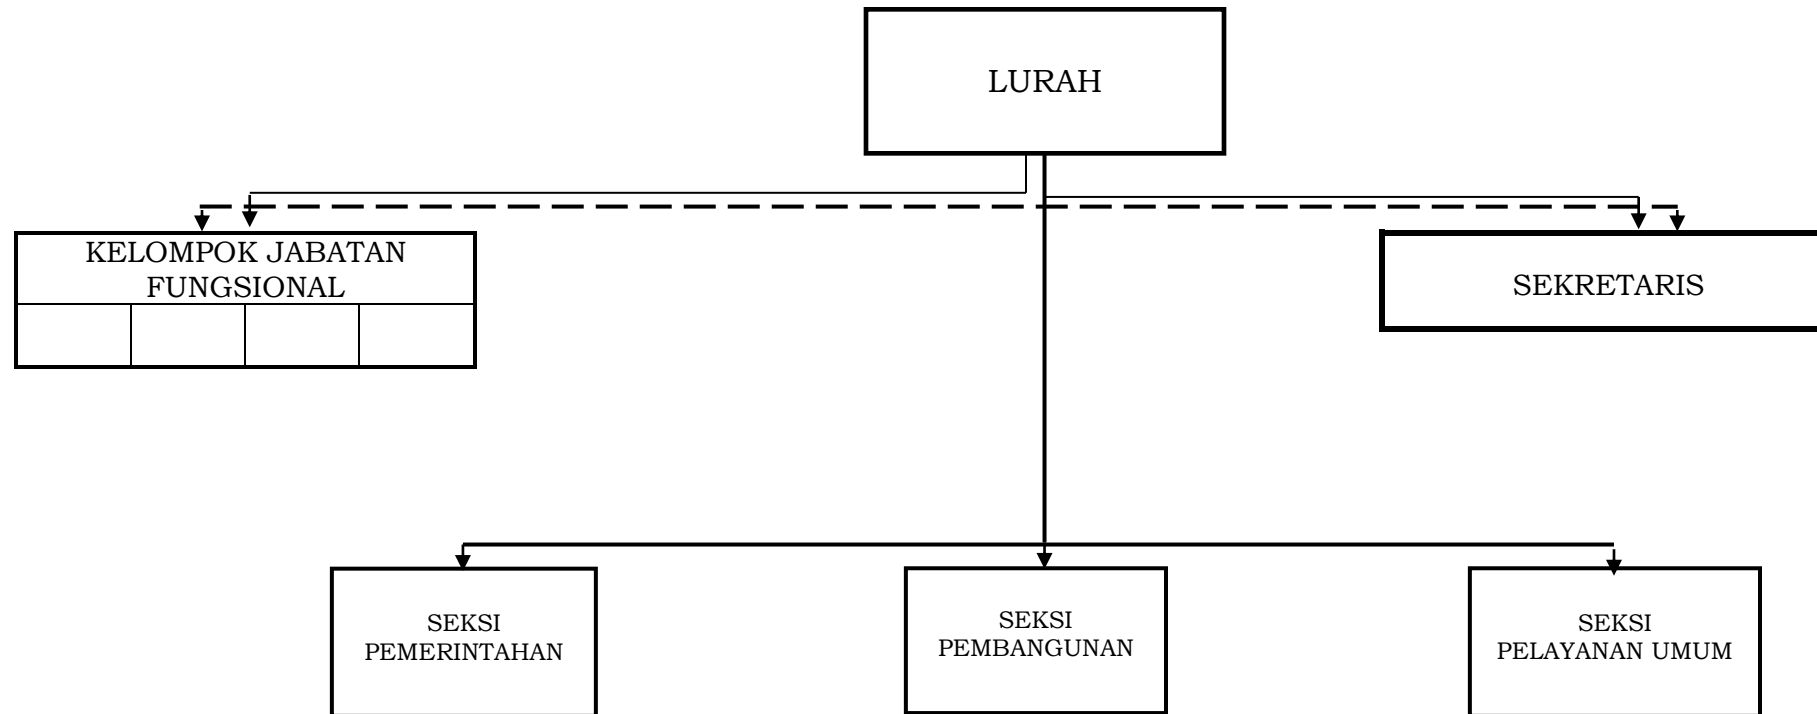 LURAH
KELOMPOK JABATAN
FUNGSIONAL
SEKRETARIS
SEKSI
PEMERINTAHAN
SEKSI
PEMBANGUNAN
SEKSI
PELAYANAN UMUM